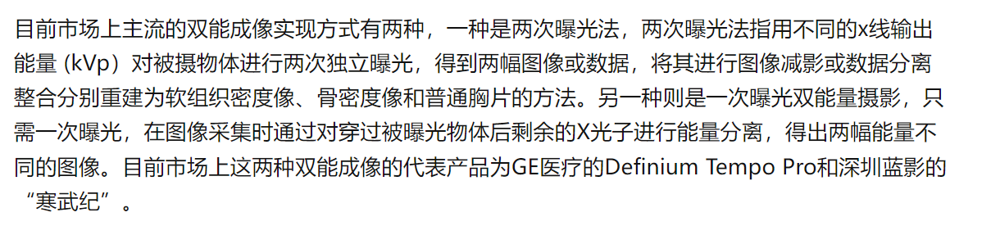 目前市场上主流的双能成像实现方式有两种，一种是两次曝光法，两次曝光法指用不同的x线输出
能量 (kVp）对被摄物体进行两次独立曝光，得到两幅图像或数据，将其进行图像减影或数据分离
整合分别重建为软组织密度像、骨密度像和普通胸片的方法。另一种则是一次曝光双能量摄影，只
需一次曝光，在图像采集时通过对穿过被曝光物体后剩余的X光子进行能量分离，得出两幅能量不
同的图像。目前市场上这两种双能成像的代表产品为GE医疗的Definium Tempo Pro和深圳蓝影的
“寒武纪”。